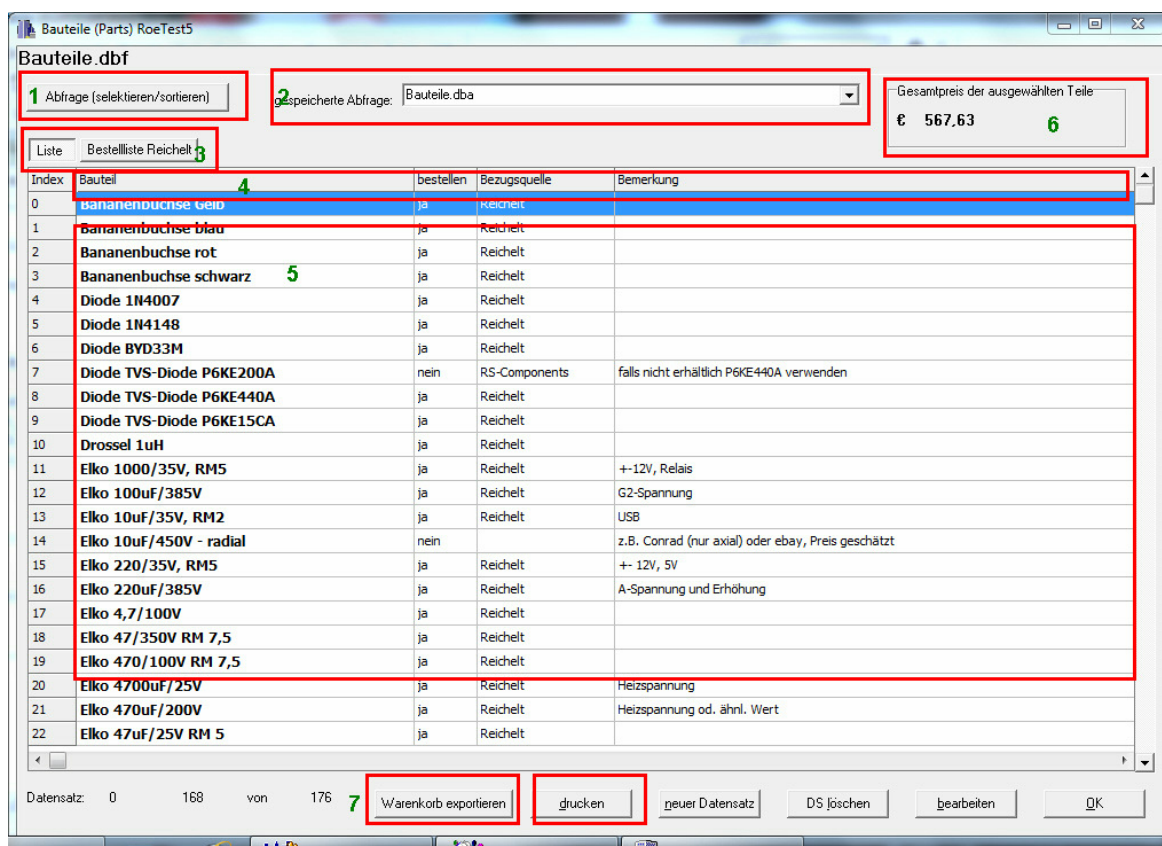 Bauteile (Parts) RoeTest5
Bauteile.dbf
1 Abfrage (selektieren/sortieren)
2 gespeicherte Abfrage: Bauteile.dba
Gesamtpreis der ausgewählten Teile
€ 567,63 6
Liste Bestellliste Reichelt 3
Index Bauteil 4 bestellen Bezugsquelle Bemerkung
0 Bananenbuchse Gelb ja Reichelt
1 Bananenbuchse blau ja Reichelt
2 Bananenbuchse rot ja Reichelt
3 Bananenbuchse schwarz 5 ja Reichelt
4 Diode 1N4007 ja Reichelt
5 Diode 1N4148 ja Reichelt
6 Diode BYD33M ja Reichelt
7 Diode TVS-Diode P6KE200A nein RS-Components falls nicht erhältlich P6KE440A verwenden
8 Diode TVS-Diode P6KE440A ja Reichelt
9 Diode TVS-Diode P6KE15CA ja Reichelt
10 Drossel 1uH ja Reichelt
11 Elko 1000/35V, RM5 ja Reichelt +-12V, Relais
12 Elko 100uF/385V ja Reichelt G2-Spannung
13 Elko 10uF/35V, RM2 ja Reichelt USB
14 Elko 10uF/450V - radial nein z.B. Conrad (nur axial) oder ebay, Preis geschätzt
15 Elko 220/35V, RM5 ja Reichelt +- 12V, 5V
16 Elko 220uF/385V ja Reichelt A-Spannung und Erhöhung
17 Elko 4,7/100V ja Reichelt
18 Elko 47/350V RM 7,5 ja Reichelt
19 Elko 470/100V RM 7,5 ja Reichelt
20 Elko 4700uF/25V ja Reichelt Heizspannung
21 Elko 470uF/200V ja Reichelt Heizspannung od. ähnl. Wert
22 Elko 47uF/25V RM 5 ja Reichelt
Datensatz: 0 168 von 176 7 Warenkorb exportieren drucken neuer Datensatz DS löschen bearbeiten OK